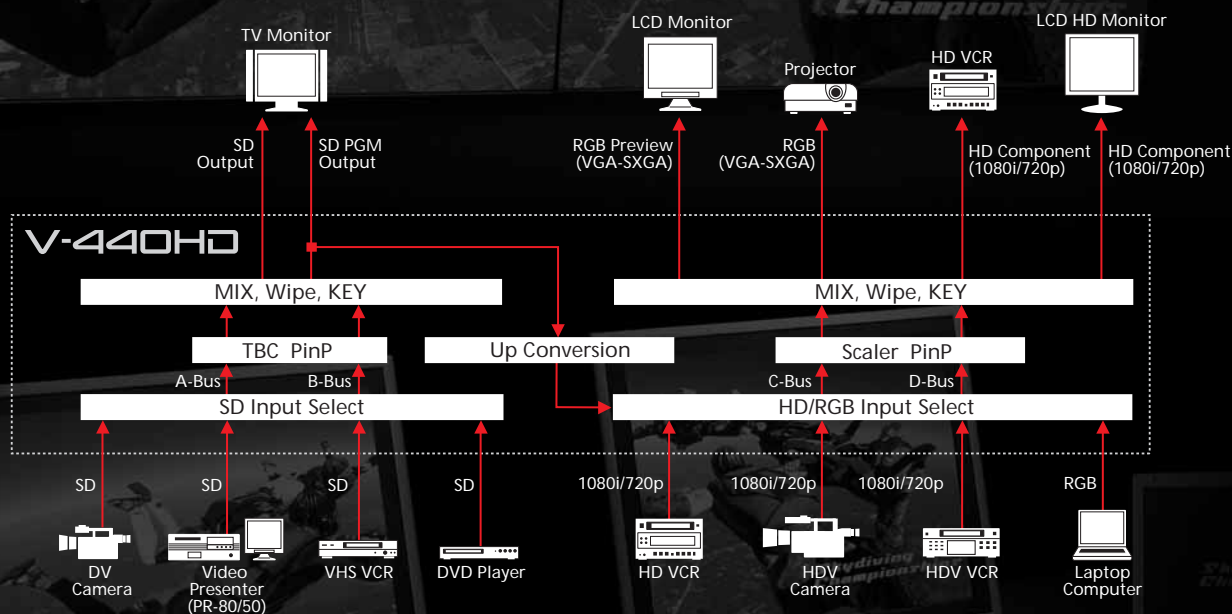 Championships
TV Monitor
LCD Monitor
Projector
HD VCR
LCD HD Monitor
SD
Output
SD PGM
Output
RGB Preview
(VGA-SXGA)
RGB
(VGA-SXGA)
HD Component
(1080i/720p)
HD Component
(1080i/720p)
V-440HD
MIX, Wipe, KEY
MIX, Wipe, KEY
TBC PinP
Up Conversion
Scaler PinP
A-Bus
B-Bus
C-Bus
D-Bus
SD Input Select
HD/RGB Input Select
SD
SD
SD
SD
1080i/720p
1080i/720p
1080i/720p
RGB
DV
Camera
Video
Presenter
(PR-80/50)
VHS VCR
DVD Player
HD VCR
HDV
Camera
HDV VCR
Laptop
Computer